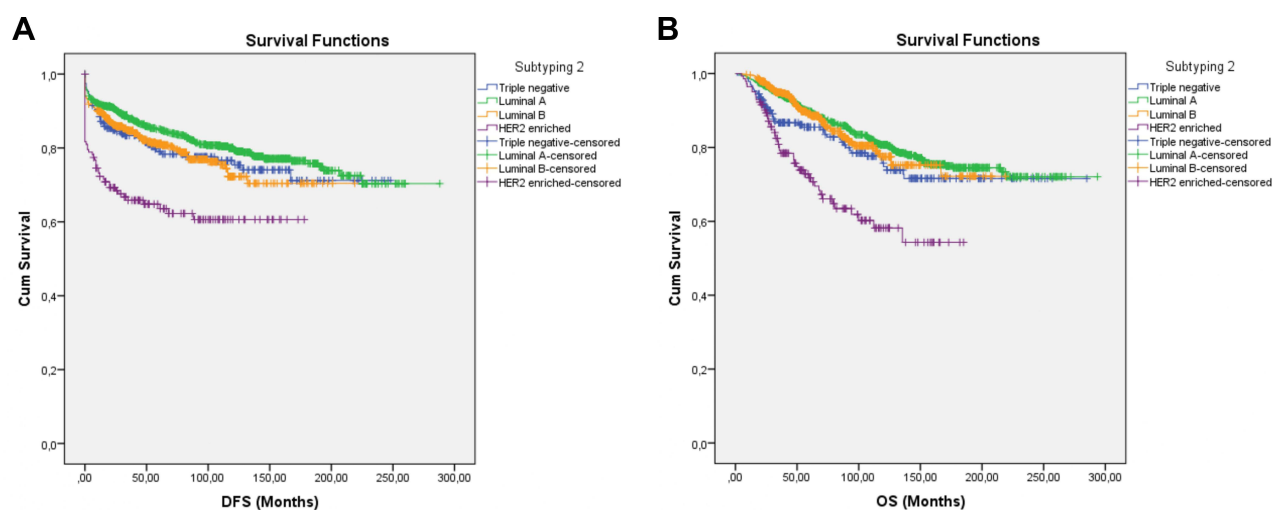 A
Survival Functions
Cum Survival
1,0
0,8
0,6
0,4
0,2
0,0
,00
50,00
100,00
150,00
200,00
250,00
300,00
DFS (Months)
Subtyping 2
Triple negative
Luminal A
Luminal B
HER2 enriched
Triple negative-censored
Luminal A-censored
Luminal B-censored
HER2 enriched-censored
B
Survival Functions
Cum Survival
1,0
0,8
0,6
0,4
0,2
0,0
,00
50,00
100,00
150,00
200,00
250,00
300,00
OS (Months)
Subtyping 2
Triple negative
Luminal A
Luminal B
HER2 enriched
Triple negative-censored
Luminal A-censored
Luminal B-censored
HER2 enriched-censored